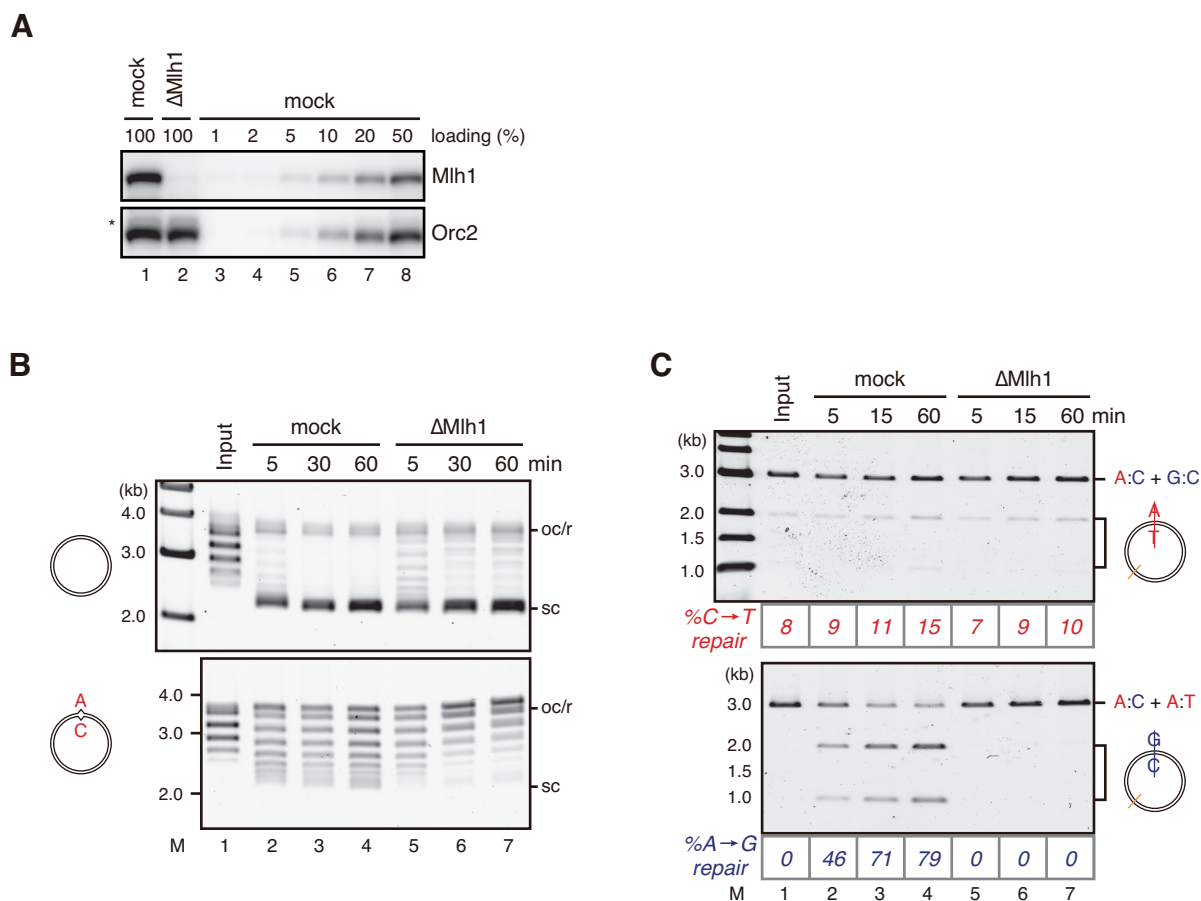 A
mock
ΔMlh1
mock
100 100 1 2 5 10 20 50 loading (%)
Mlh1
*
Orc2
1 2 3 4 5 6 7 8
B
Input
mock ΔMlh1
5 30 60 5 30 60 min
(kb)
4.0
3.0
2.0
oc/r
sc
A
C
4.0
3.0
2.0
oc/r
sc
M 1 2 3 4 5 6 7
C
Input
mock ΔMlh1
5 15 60 5 15 60 min
(kb)
3.0
2.0
1.5
1.0
A:C + G:C
A
T
%C→T
repair
8 9 11 15 7 9 10
(kb)
3.0
2.0
1.5
1.0
A:C + A:T
G
C
%A→G
repair
0 46 71 79 0 0 0
M 1 2 3 4 5 6 7